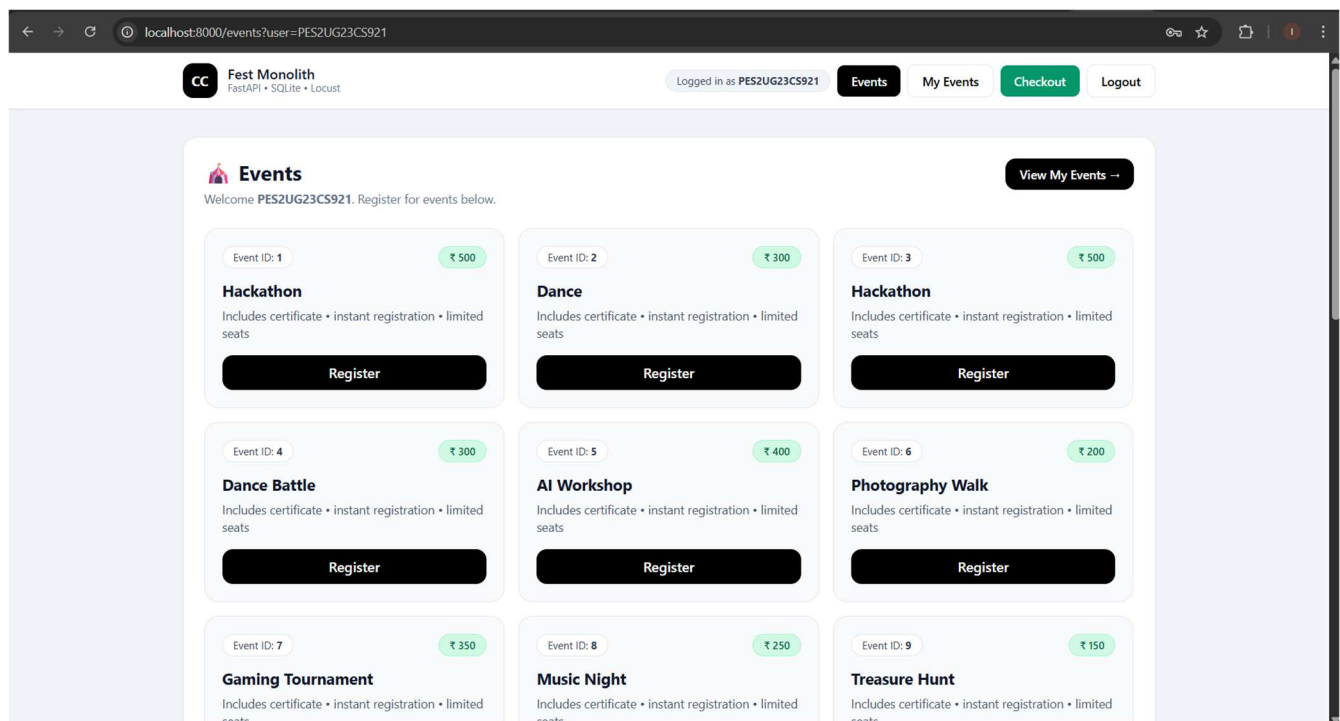 localhost:8000/events?user=PES2UG23CS921
CC
Fest Monolith
FastAPI • SQLite • Locust
Logged in as PES2UG23CS921
Events
My Events
Checkout
Logout
Events
Welcome PES2UG23CS921. Register for events below.
View My Events →
Event ID: 1
₹ 500
Hackathon
Includes certificate • instant registration • limited
seats
Register
Event ID: 2
₹ 300
Dance
Includes certificate • instant registration • limited
seats
Register
Event ID: 3
₹ 500
Hackathon
Includes certificate • instant registration • limited
seats
Register
Event ID: 4
₹ 300
Dance Battle
Includes certificate • instant registration • limited
seats
Register
Event ID: 5
₹ 400
AI Workshop
Includes certificate • instant registration • limited
seats
Register
Event ID: 6
₹ 200
Photography Walk
Includes certificate • instant registration • limited
seats
Register
Event ID: 7
₹ 350
Gaming Tournament
Includes certificate • instant registration • limited
seats
Event ID: 8
₹ 250
Music Night
Includes certificate • instant registration • limited
seats
Event ID: 9
₹ 150
Treasure Hunt
Includes certificate • instant registration • limited
seats